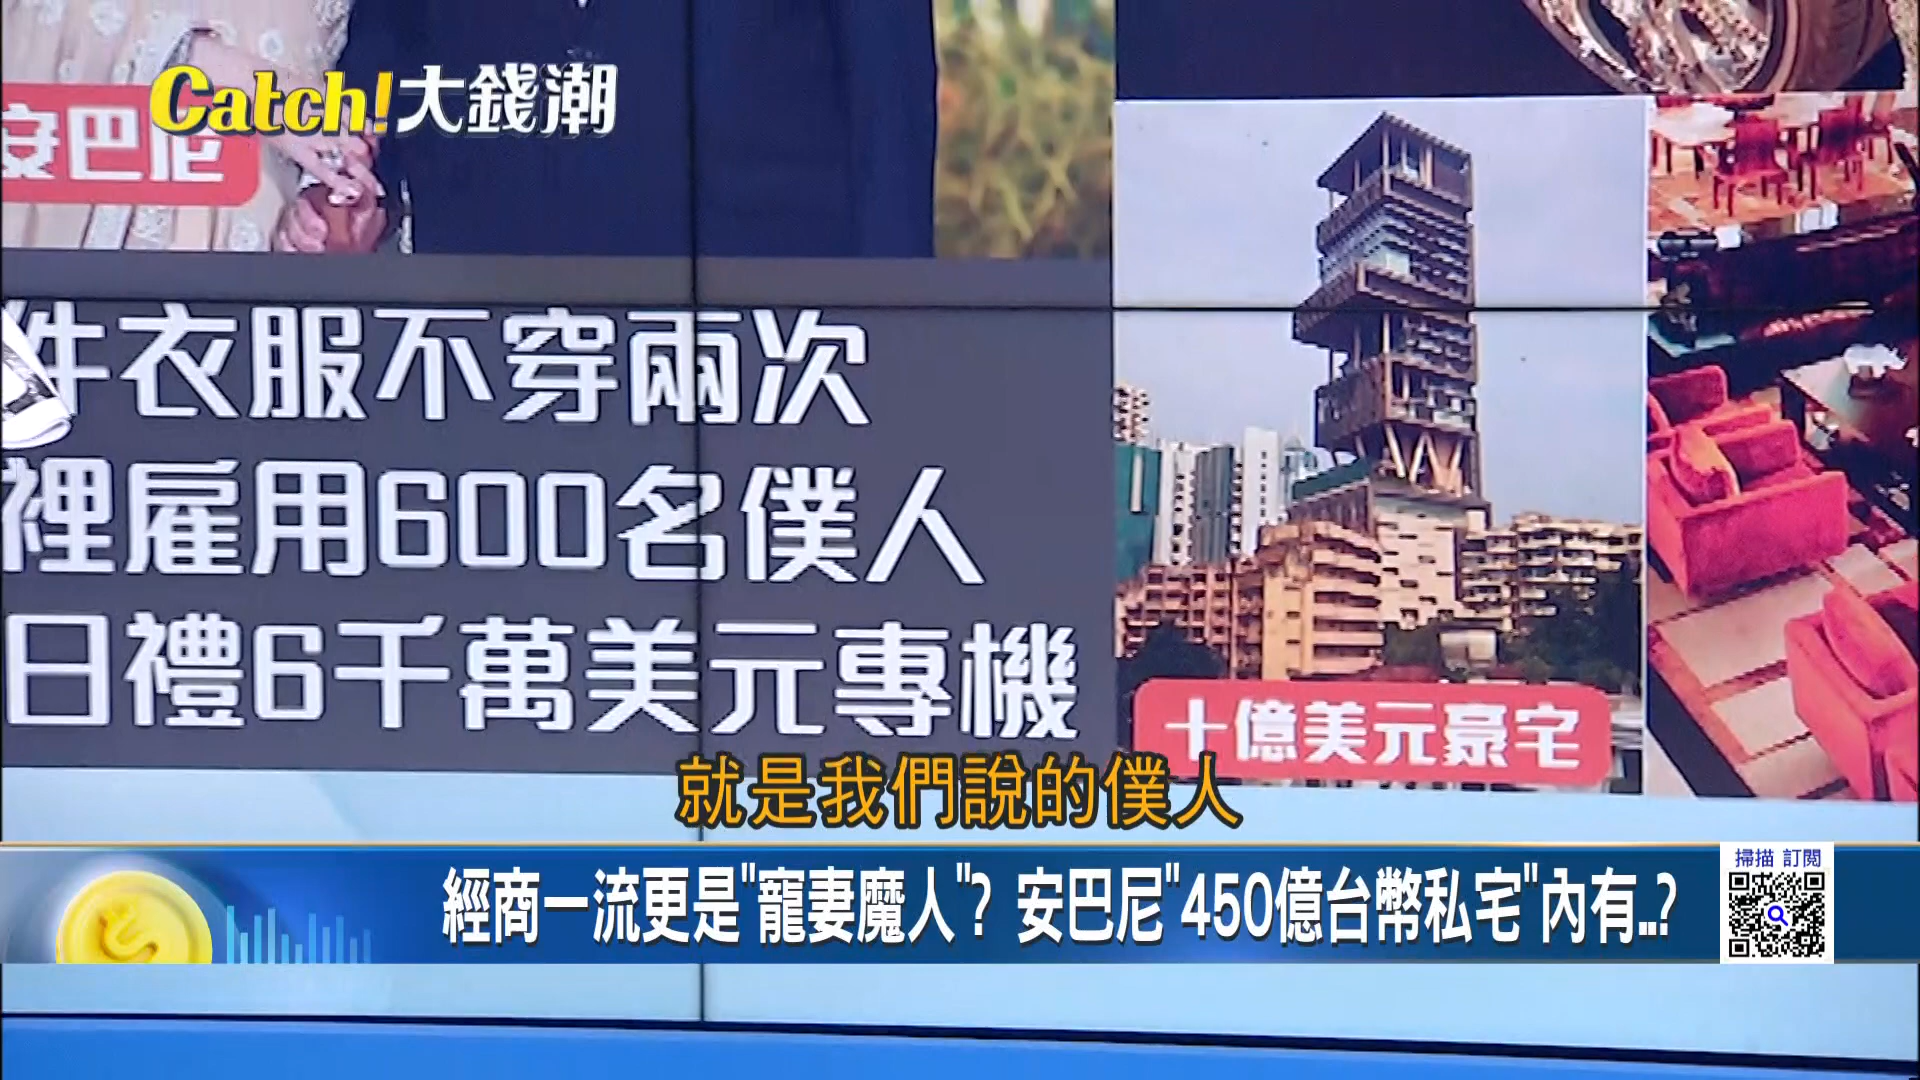 Catch!大錢潮
安巴尼
件衣服不穿兩次
裡雇用600名僕人
日禮6千萬美元專機
十億美元豪宅
就是我們說的僕人
經商一流更是"寵妻魔人"? 安巴尼"450億台幣私宅"內有..?
掃描 訂閱